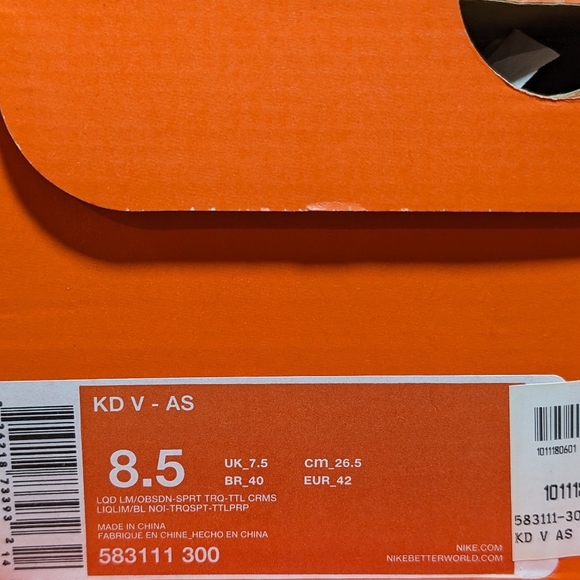 KD V - AS
8.5
UK_7.5
Cm_26.5
BR_40
EUR_42
LQD LM/OBSDN-SPRT TRQ-TTL CRMS
LIQLIM/BL NOI-TRQSPT-TTLPRP
MADE IN CHINA
FABRIQUE EN CHINE_HECHO EN CHINA
583111 300
NIKE.COM
NIKEBETTERWORLD.COM
1011180601
583111-30
KD V AS